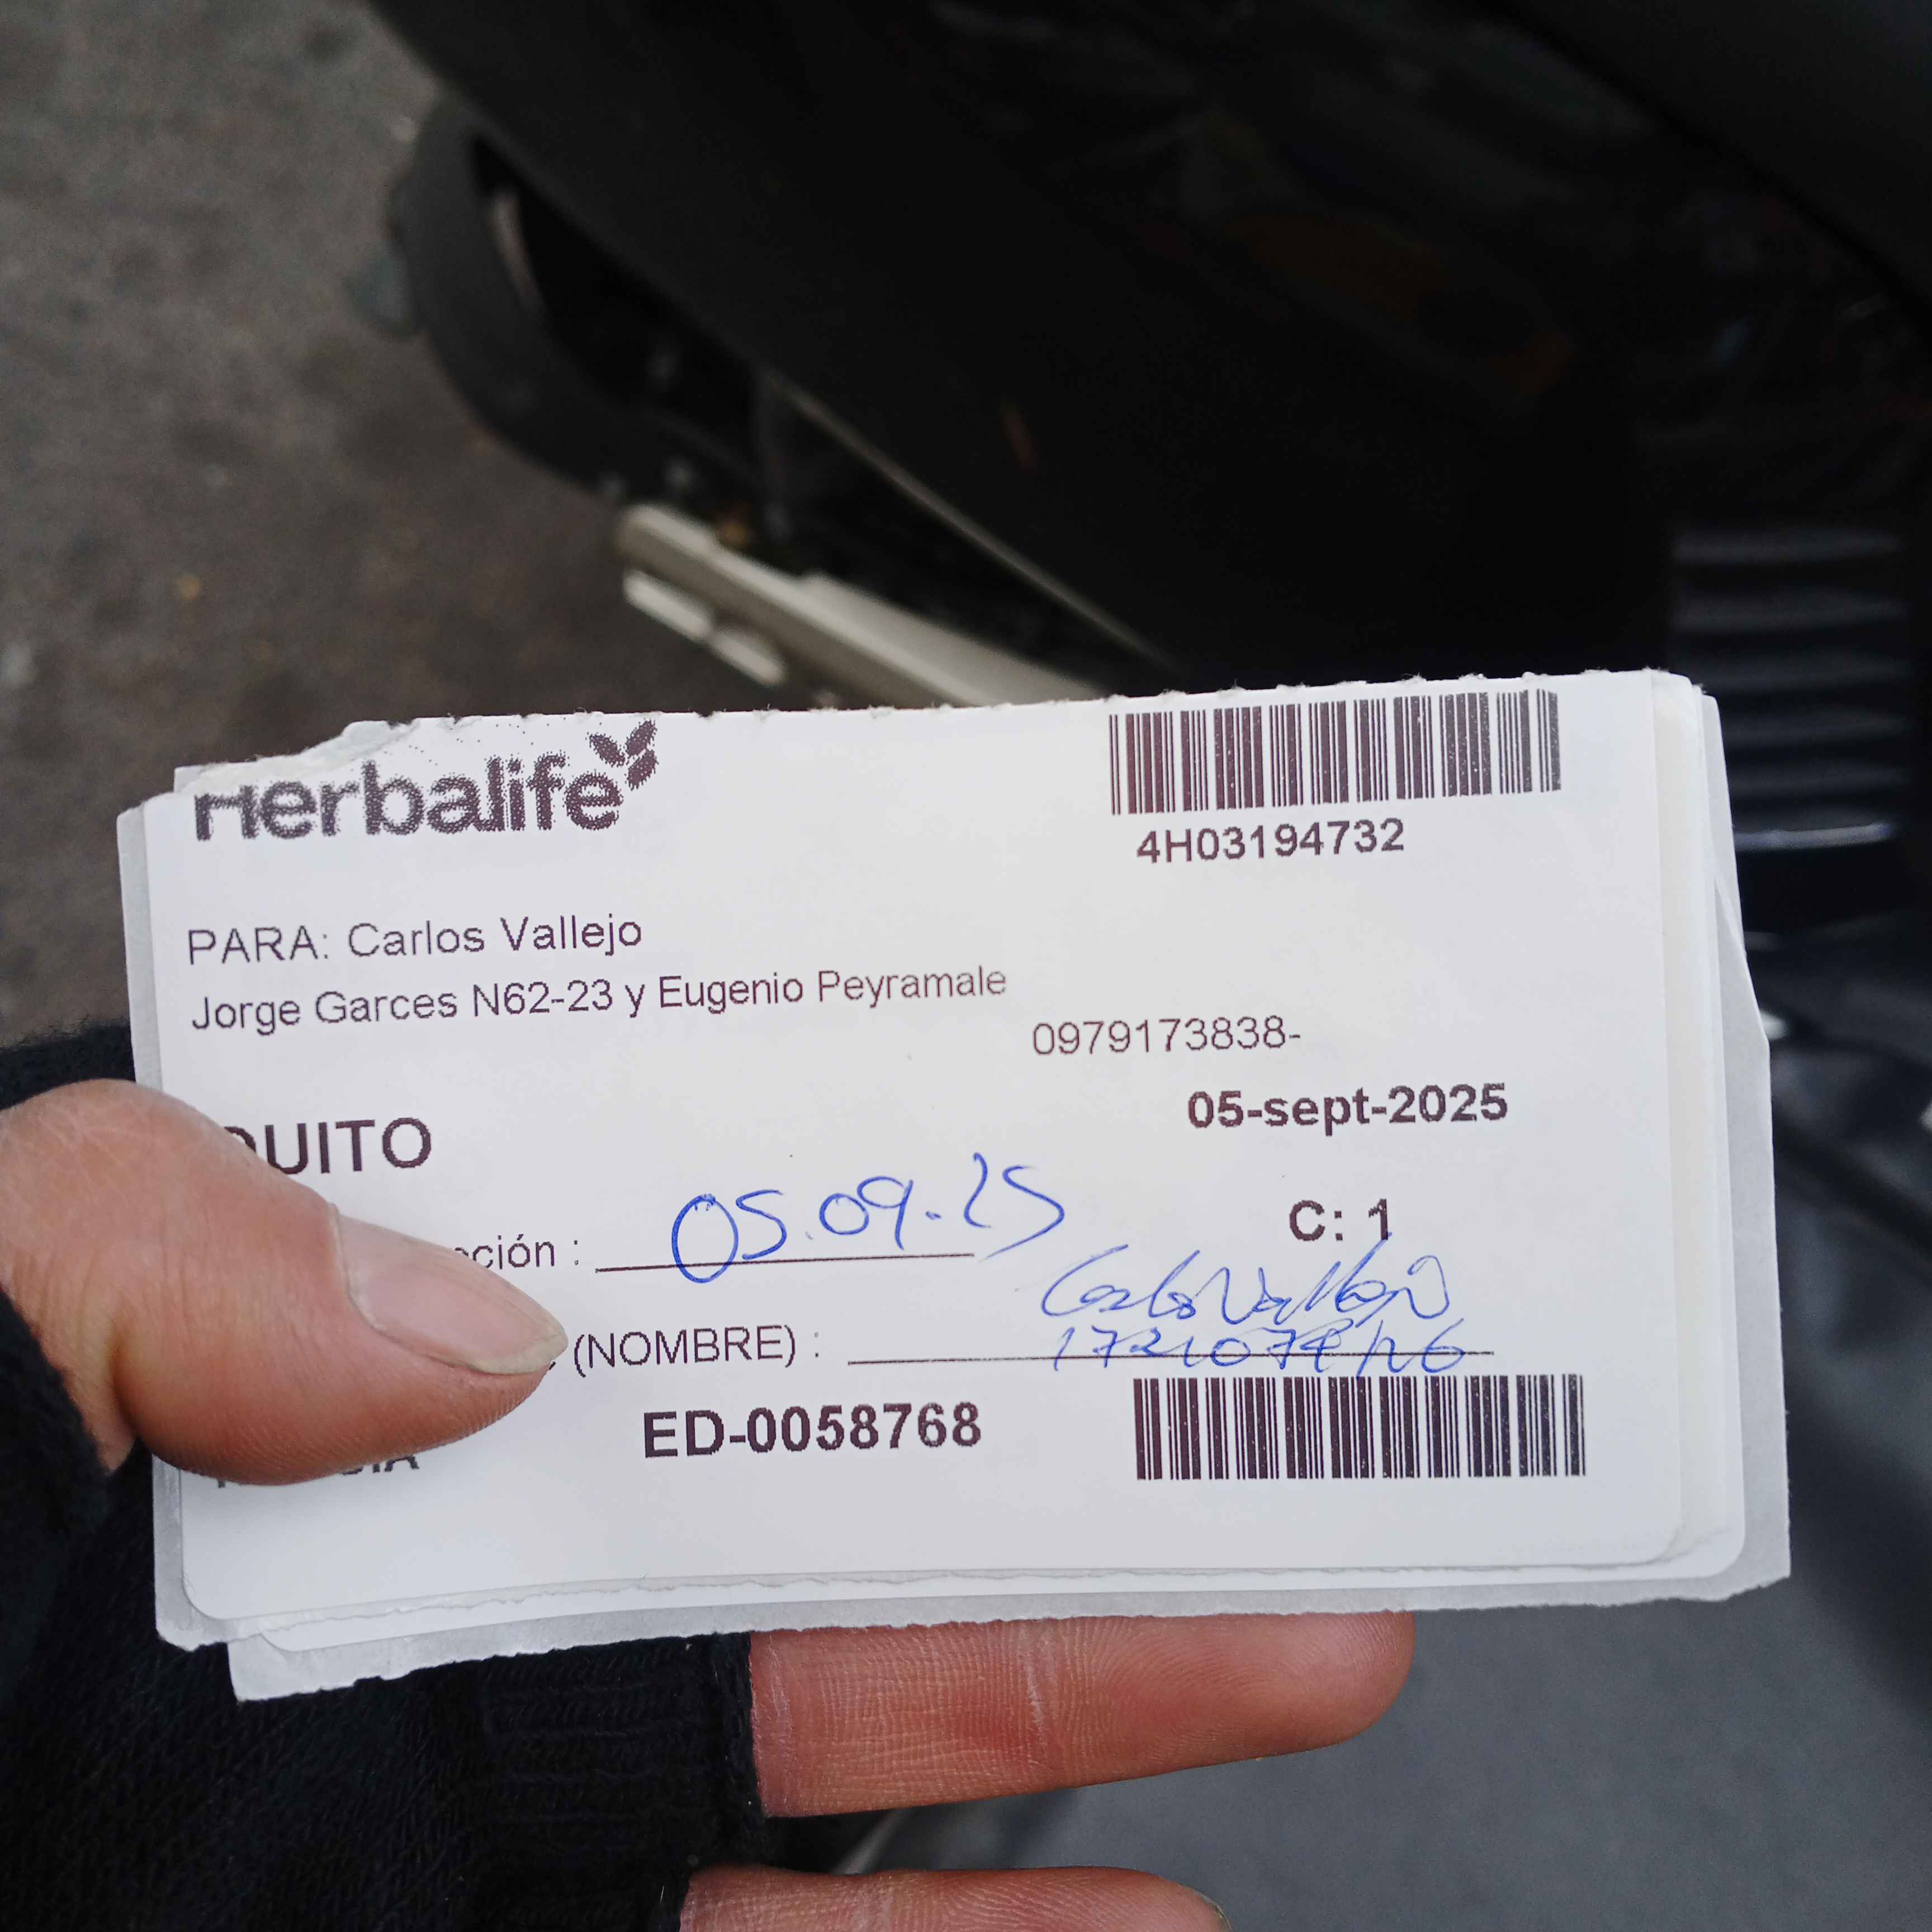 Herbalife
4H03194732
PARA: Carlos Vallejo
Jorge Garces N62-23 y Eugenio Peyramale
0979173838-
05-sept-2025
QUITO
C: 1
05.09.25
Carlos Vallejo
(NOMBRE) :
ED-0058768